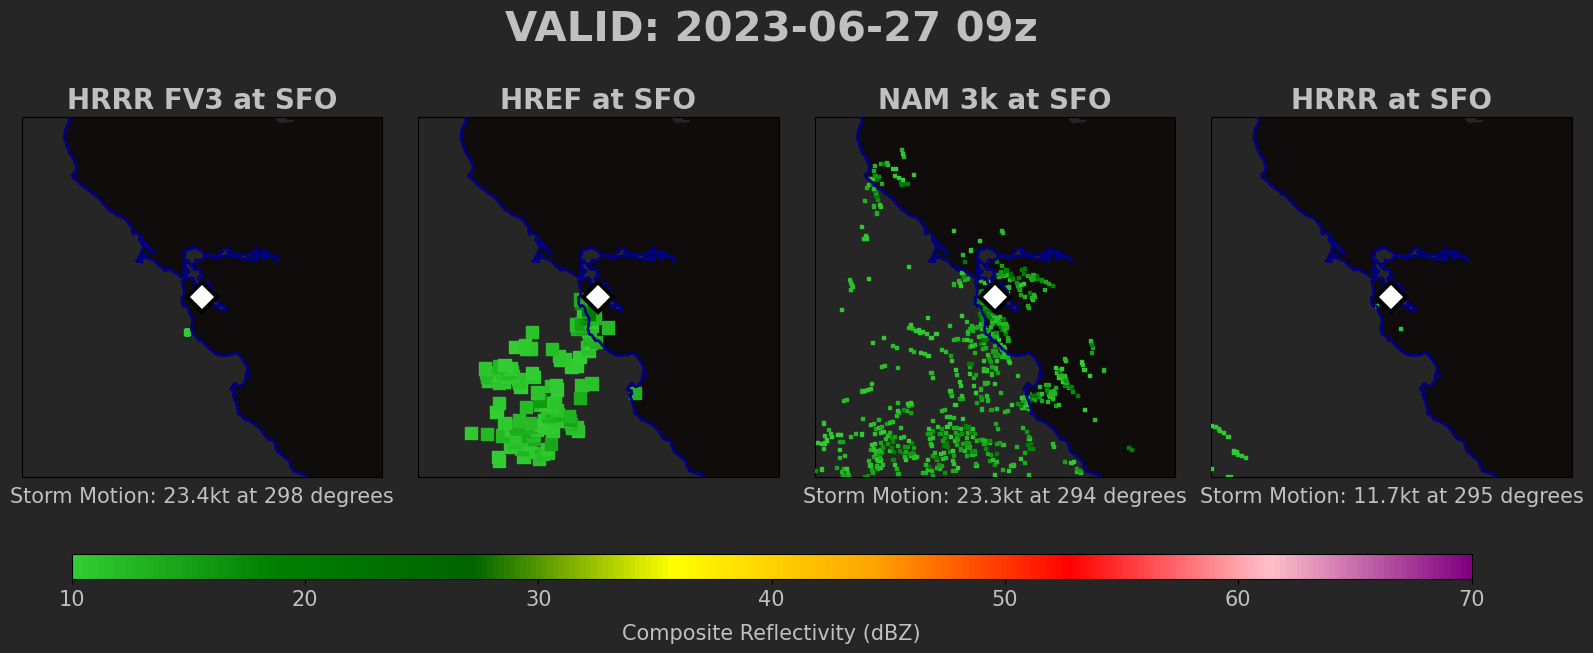 VALID: 2023-06-27 09z
HRRR FV3 at SFO
HREF at SFO
NAM 3k at SFO
HRRR at SFO
Storm Motion: 23.4kt at 298 degrees
Storm Motion: 23.3kt at 294 degrees
Storm Motion: 11.7kt at 295 degrees
10 20 30 40 50 60 70
Composite Reflectivity (dBZ)